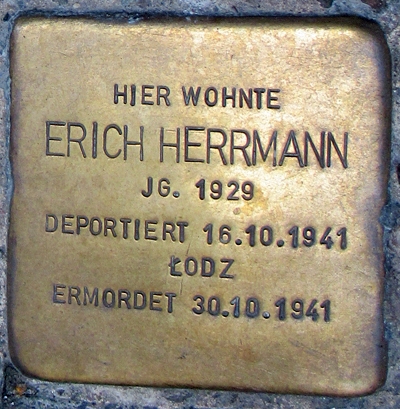 HIER WOHNTE
ERICH HERRMANN
JG. 1929
DEPORTIERT 16.10.1941
ŁODZ
ERMORDET 30.10.1941